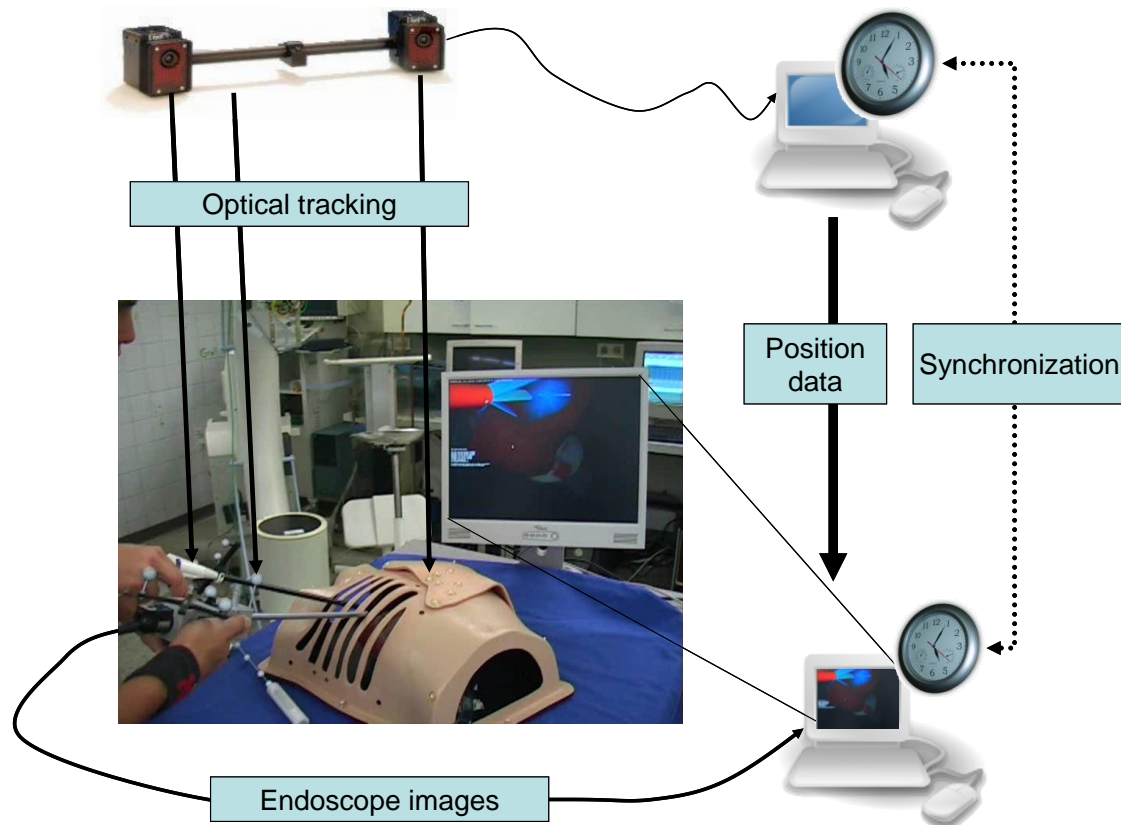 Optical tracking
Position
data
Synchronization
Endoscope images